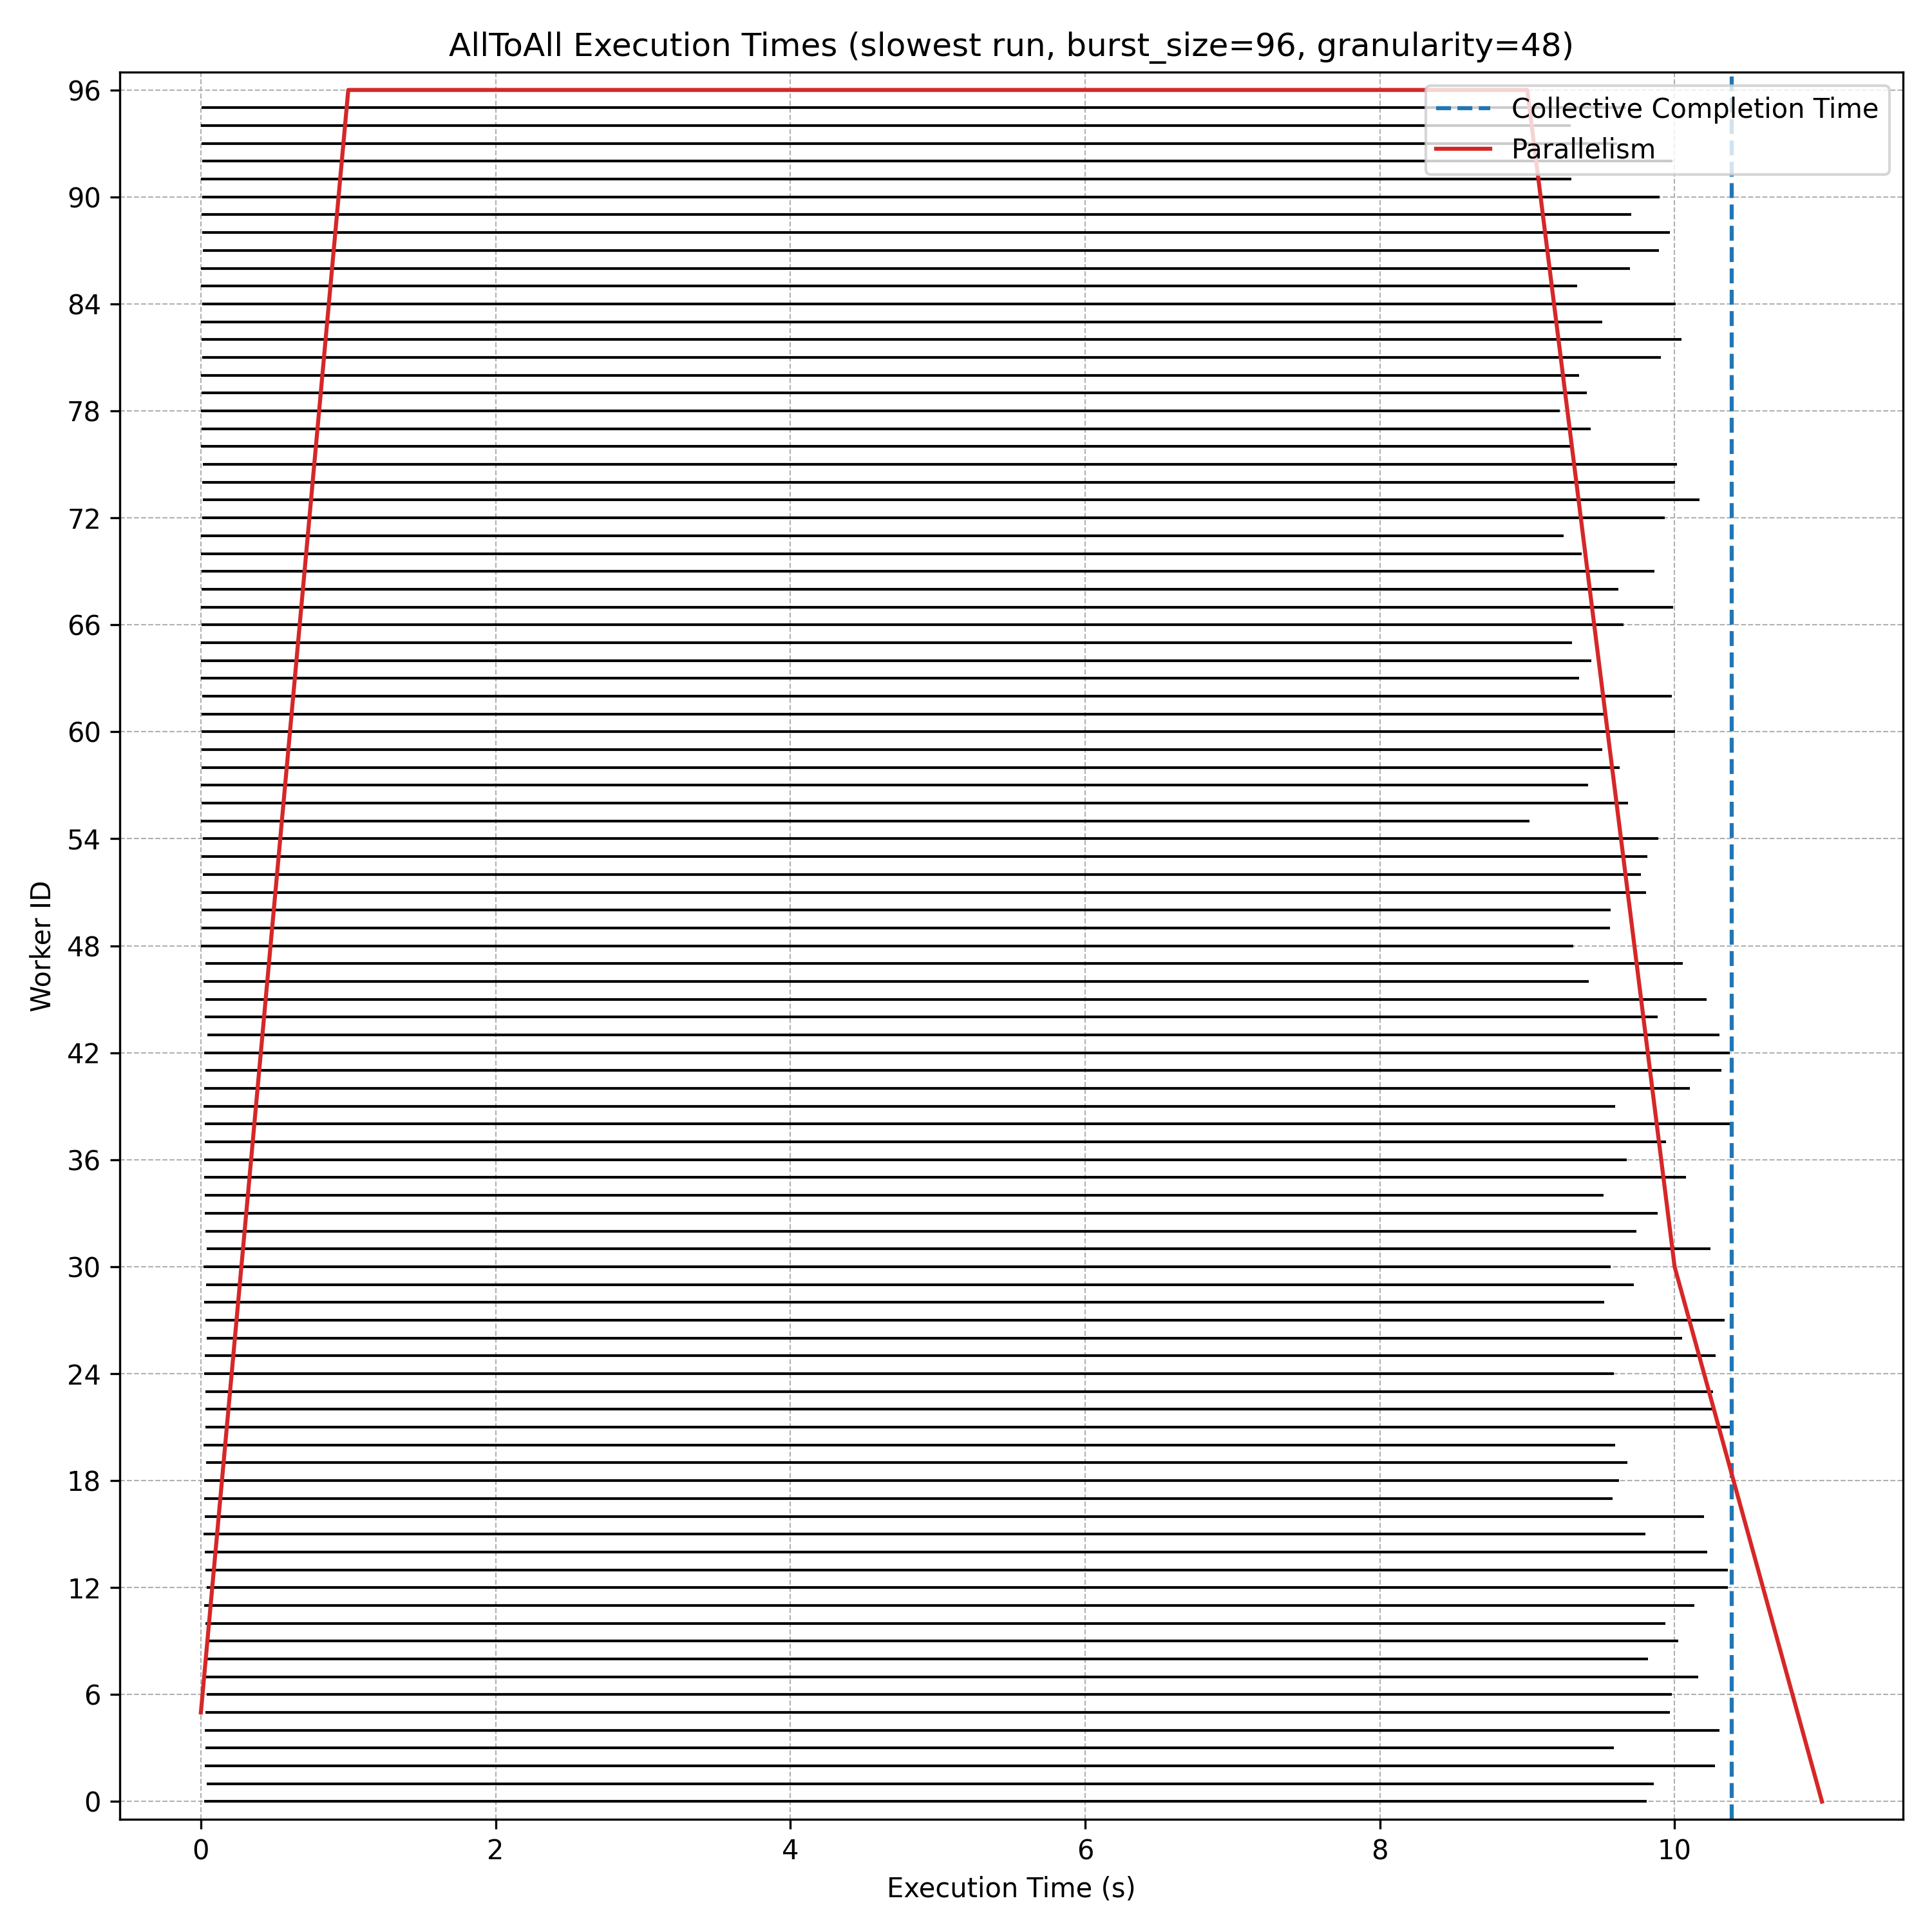 AllToAll Execution Times (slowest run, burst_size=96, granularity=48)
Collective Completion Time
Parallelism
96
90
84
78
72
66
60
54
48
42
36
30
24
18
12
6
0
Worker ID
0 2 4 6 8 10
Execution Time (s)